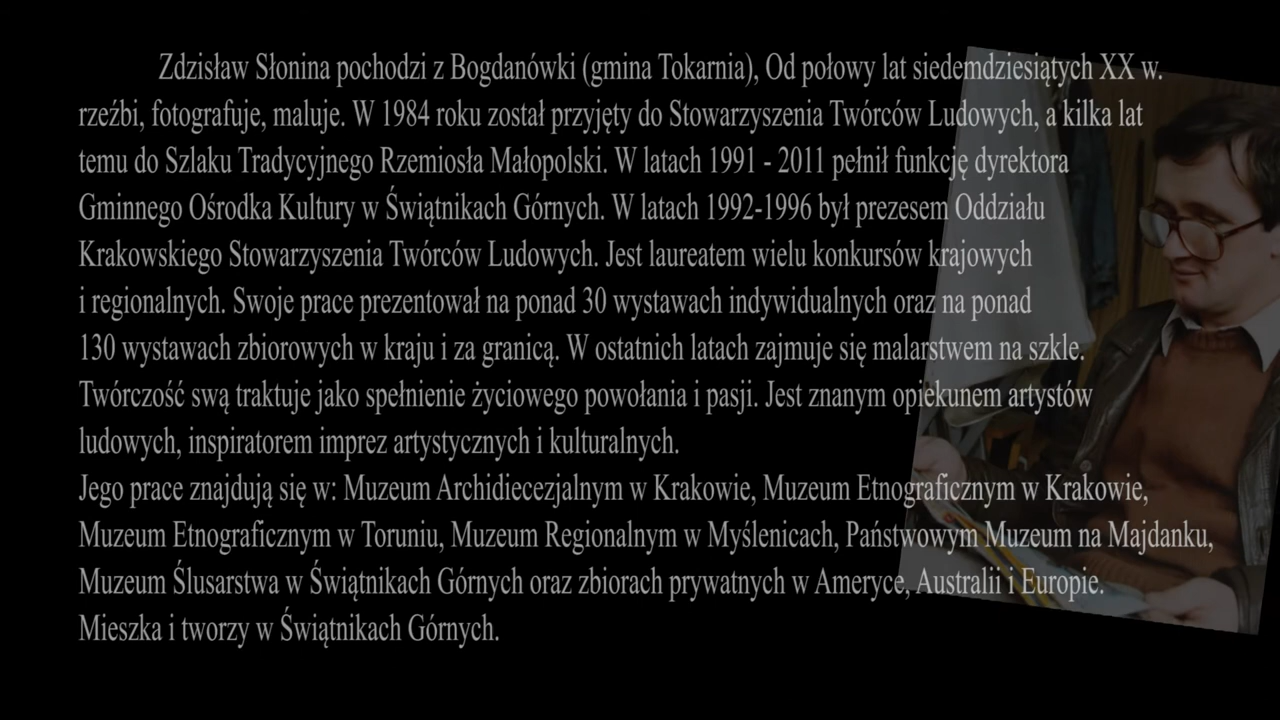 Zdzisław Słonina pochodzi z Bogdanówki (gmina Tokarnia), Od połowy lat siedemdziesiątych XX w.
rzeźbi, fotografuje, maluje. W 1984 roku został przyjęty do Stowarzyszenia Twórców Ludowych, a kilka lat
temu do Szlaku Tradycyjnego Rzemiosła Małopolski. W latach 1991 - 2011 pełnił funkcję dyrektora
Gminnego Ośrodka Kultury w Świątnikach Górnych. W latach 1992-1996 był prezesem Oddziału
Krakowskiego Stowarzyszenia Twórców Ludowych. Jest laureatem wielu konkursów krajowych
i regionalnych. Swoje prace prezentował na ponad 30 wystawach indywidualnych oraz na ponad
130 wystawach zbiorowych w kraju i za granicą. W ostatnich latach zajmuje się malarstwem na szkle.
Twórczość swą traktuje jako spełnienie życiowego powołania i pasji. Jest znanym opiekunem artystów
ludowych, inspiratorem imprez artystycznych i kulturalnych.
Jego prace znajdują się w: Muzeum Archidiecezjalnym w Krakowie, Muzeum Etnograficznym w Krakowie,
Muzeum Etnograficznym w Toruniu, Muzeum Regionalnym w Myślenicach, Państwowym Muzeum na Majdanku,
Muzeum Ślusarstwa w Świątnikach Górnych oraz zbiorach prywatnych w Ameryce, Australii i Europie.
Mieszka i tworzy w Świątnikach Górnych.